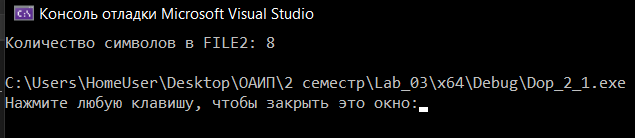 Консоль отладки Microsoft Visual Studio
Количество символов в FILE2: 8
C:\Users\HomeUser\Desktop\ОАИП\2 семестр\Lab_03\x64\Debug\Dop_2_1.exe
Нажмите любую клавишу, чтобы закрыть это окно: